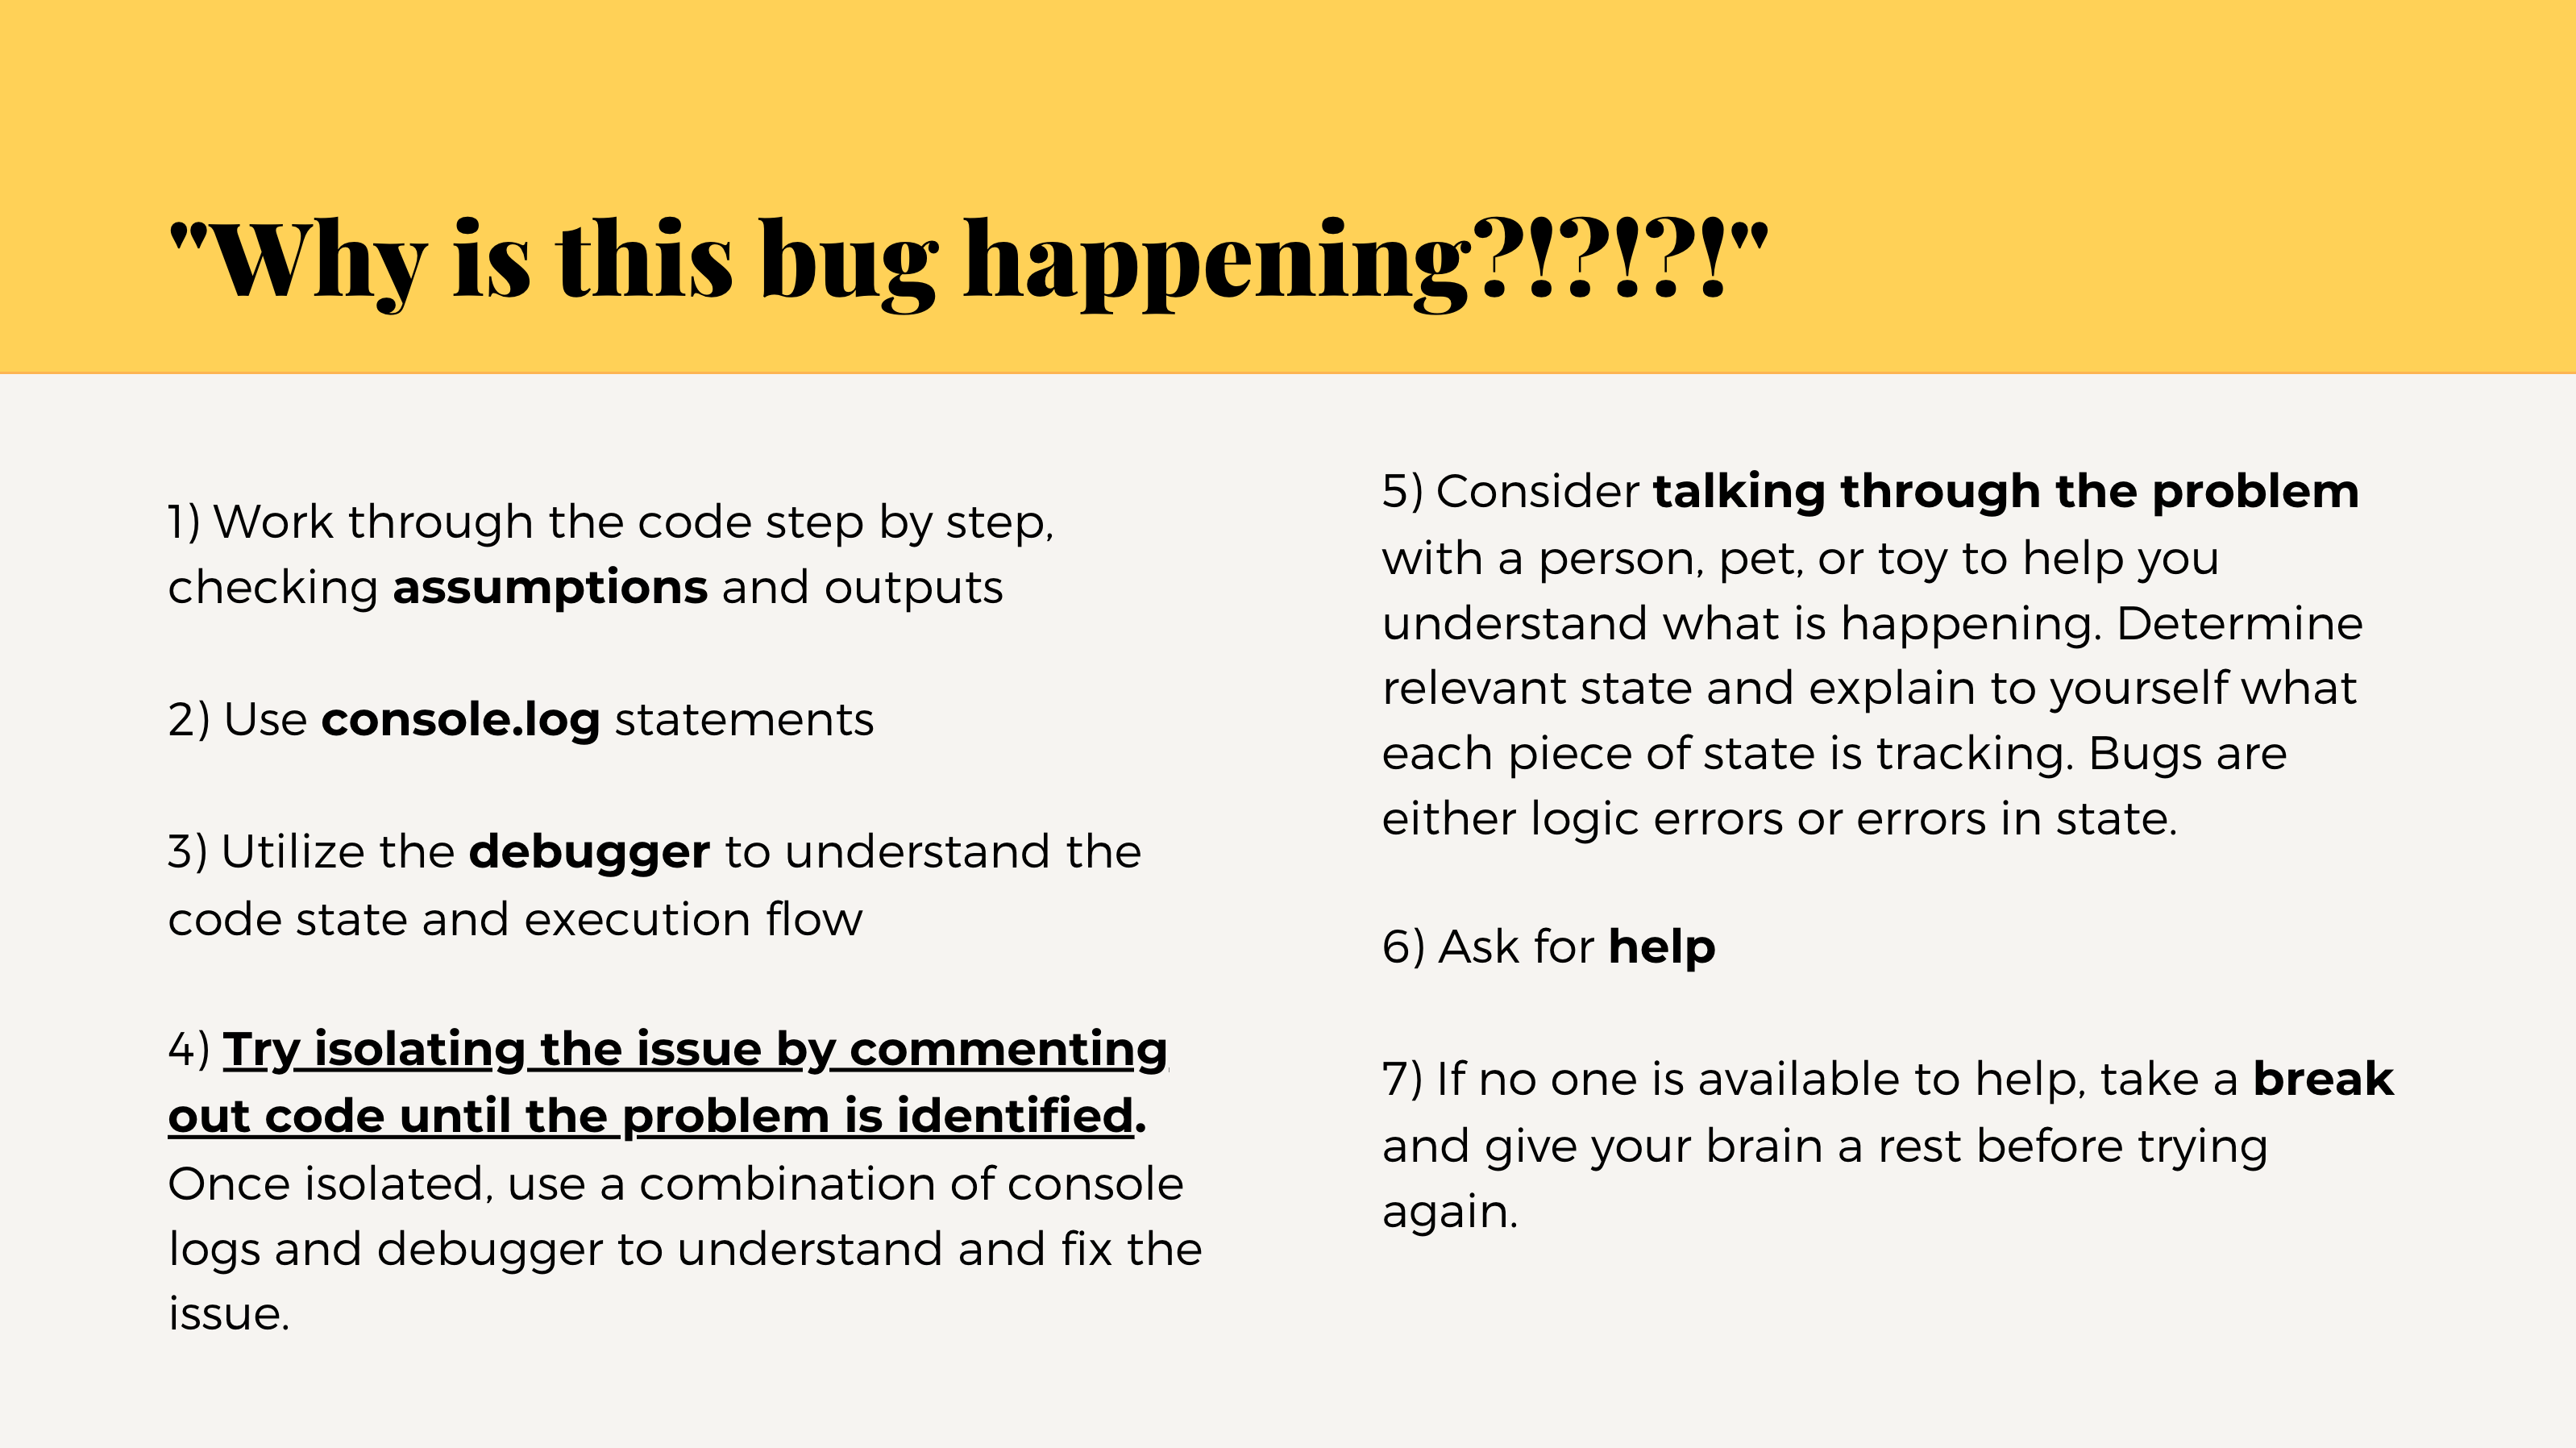 "Why is this bug happening?!?!?!"
1) Work through the code step by step,
checking assumptions and outputs
2) Use console.log statements
3) Utilize the debugger to understand the
code state and execution flow
4) Try isolating the issue by commenting
out code until the problem is identified.
Once isolated, use a combination of console
logs and debugger to understand and fix the
issue.
5) Consider talking through the problem
with a person, pet, or toy to help you
understand what is happening. Determine
relevant state and explain to yourself what
each piece of state is tracking. Bugs are
either logic errors or errors in state.
6) Ask for help
7) If no one is available to help, take a break
and give your brain a rest before trying
again.